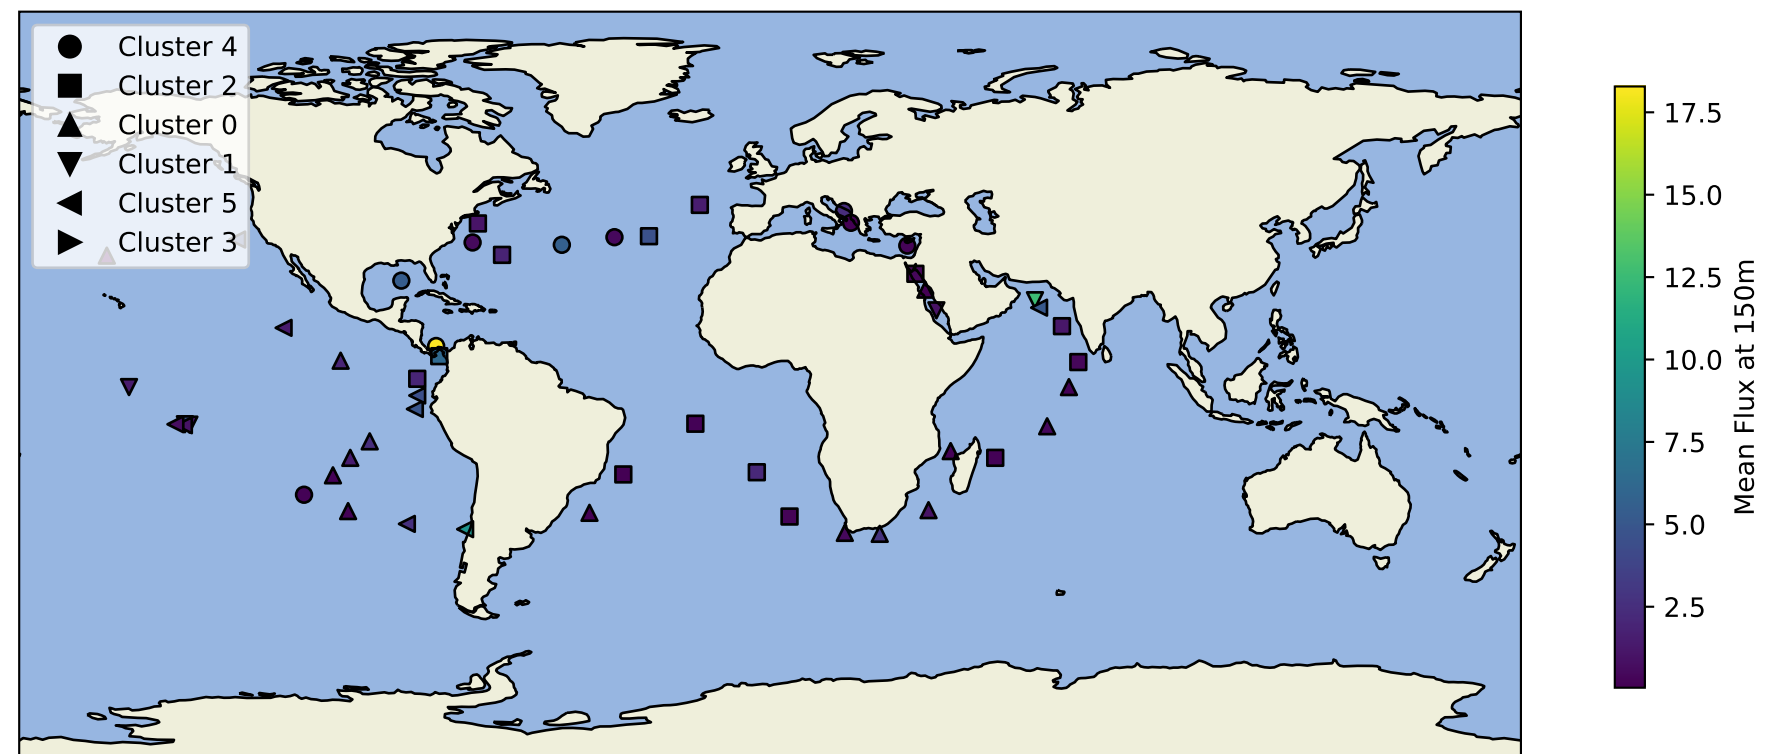 Cluster 4
Cluster 2
Cluster 0
Cluster 1
Cluster 5
Cluster 3
17.5
15.0
12.5
10.0
7.5
5.0
2.5
Mean Flux at 150m